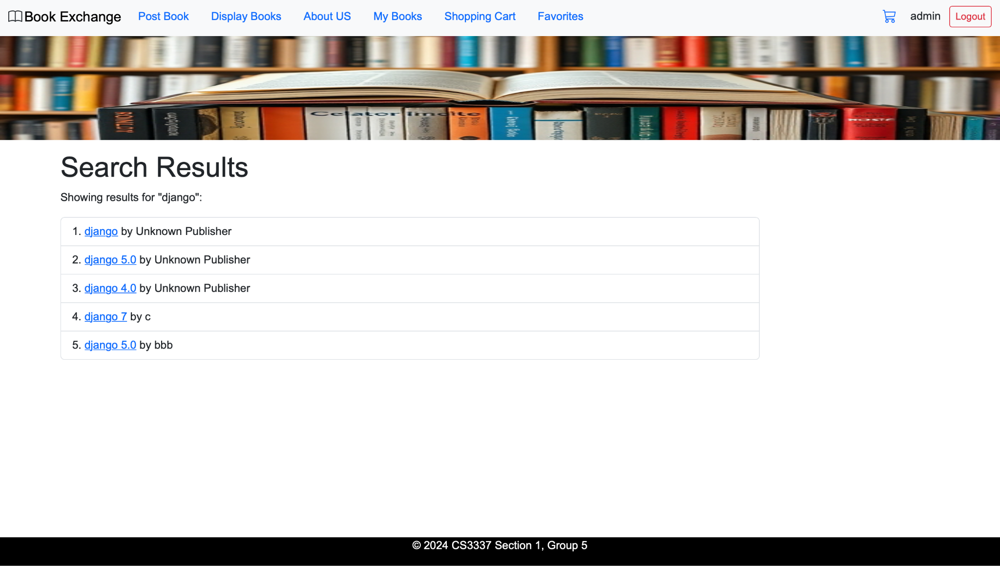 Book Exchange Post Book Display Books About US My Books Shopping Cart Favorites admin Logout
Celator imcite
Search Results
Showing results for "django":
1. django by Unknown Publisher
2. django 5.0 by Unknown Publisher
3. django 4.0 by Unknown Publisher
4. django 7 by c
5. django 5.0 by bbb
© 2024 CS3337 Section 1, Group 5